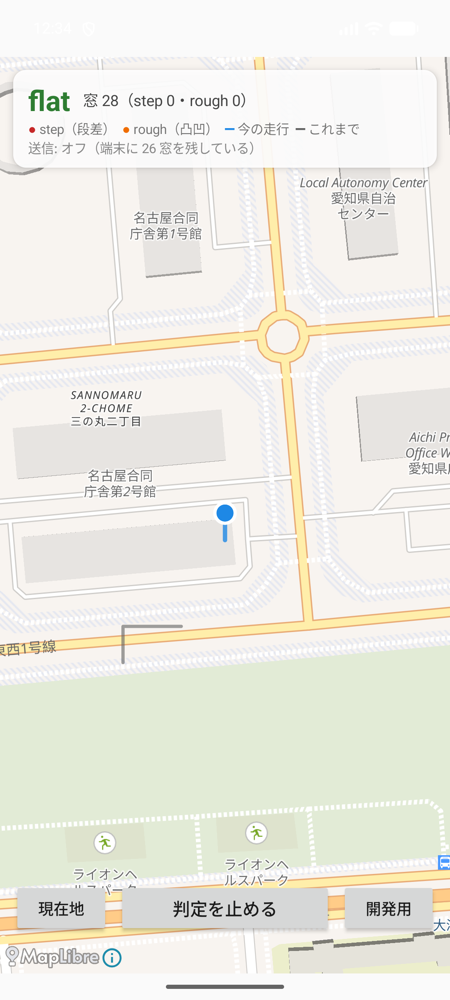 12:34
flat 窓 28（step 0・rough 0）
● step（段差） ● rough（凸凹） ー今の走行 ーこれまで
送信: オフ（端末に 26 窓を残している）
Local Autonomy Center
愛知県自治
センター
名古屋合同
庁舎第1号館
SANNOMARU
2-CHOME
三の丸二丁目
Aichi Pr
Office W
愛知県
名古屋合同
庁舎第2号館
東西1号線
ライオンヘ
ルスパーク
ライオンヘ
ルスパーク
現在地
判定を止める
開発用
大津
MapLibre